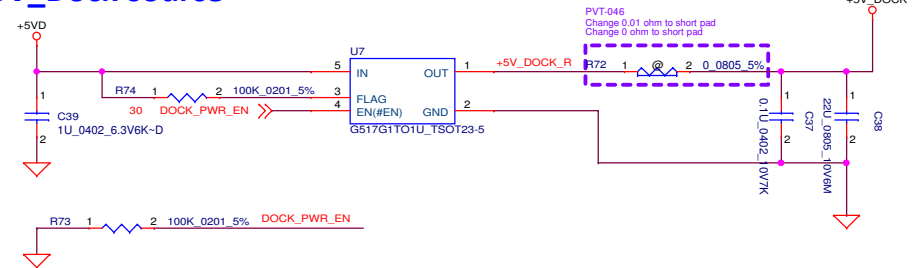 +5VD
U7
5 IN OUT 1
+5V_DOCK_R
PVT-046
Change 0.01 ohm to short pad
Change 0 ohm to short pad
R72 1 @ 2 0_0805_5%
R74 1 2 100K_0201_5% 3 FLAG
30 DOCK_PWR_EN 4 EN(#EN) GND 2
G517G1TO1U_TSOT23-5
1
C39
1U_0402_6.3V6K~D
2
1
2
C37
0.1U_0402_10V7K
1
2
C38
22U_0805_10V6M
R73 1 2 100K_0201_5% DOCK_PWR_EN